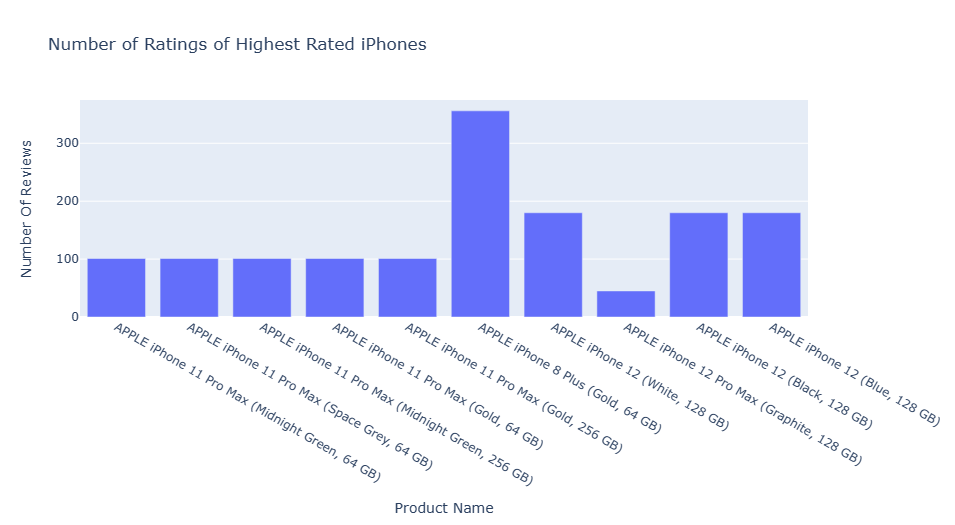 Number of Ratings of Highest Rated iPhones
Number Of Reviews
300
200
100
0
APPLE iPhone 11 Pro Max (Midnight Green, 64 GB)
APPLE iPhone 11 Pro Max (Space Grey, 64 GB)
APPLE iPhone 11 Pro Max (Midnight Green, 256 GB)
APPLE iPhone 11 Pro Max (Gold, 64 GB)
APPLE iPhone 11 Pro Max (Gold, 256 GB)
APPLE iPhone 8 Plus (Gold, 64 GB)
APPLE iPhone 12 (White, 128 GB)
APPLE iPhone 12 Pro Max (Graphite, 128 GB)
APPLE iPhone 12 (Black, 128 GB)
APPLE iPhone 12 (Blue, 128 GB)
Product Name